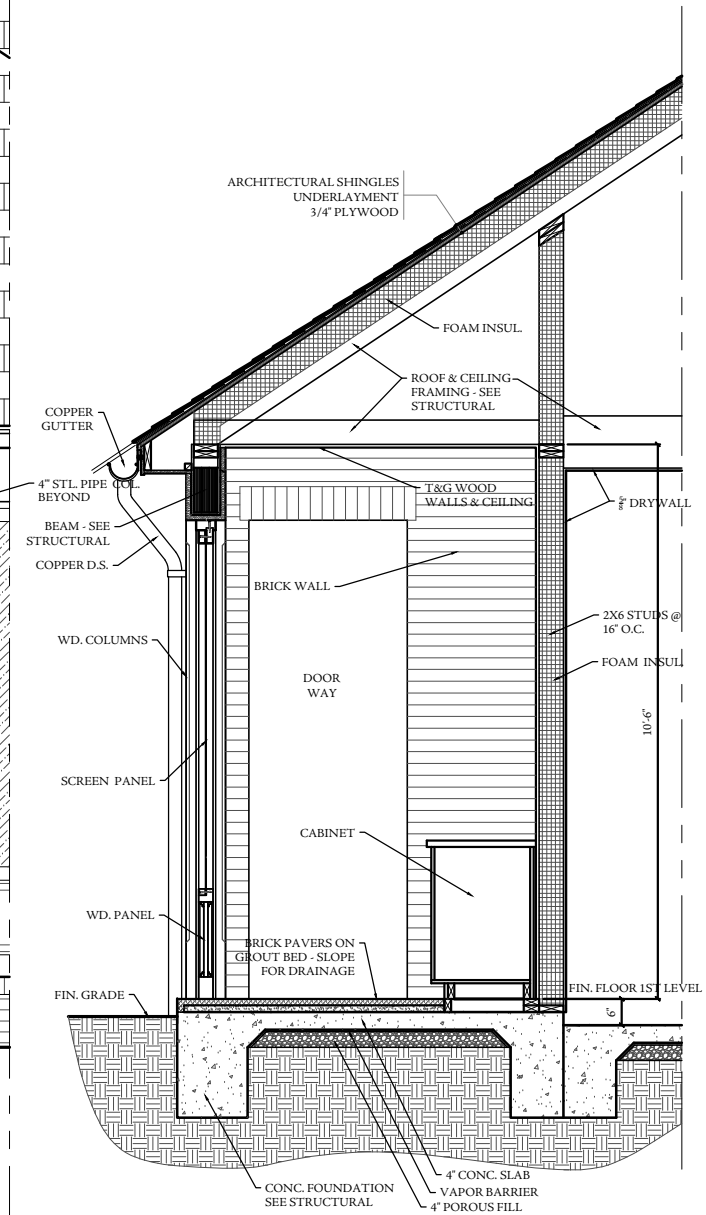 ARCHITECTURAL SHINGLES
UNDERLAYMENT
3/4" PLYWOOD
FOAM INSUL.
ROOF & CEILING
FRAMING - SEE
STRUCTURAL
COPPER
GUTTER
4" STL. PIPE COL.
BEYOND
T&G WOOD
WALLS & CEILING
DRYWALL
BEAM - SEE
STRUCTURAL
COPPER D.S.
BRICK WALL
2X6 STUDS @
16" O.C.
WD. COLUMNS
FOAM INSUL.
DOOR
WAY
10'-6"
SCREEN PANEL
CABINET
WD. PANEL
BRICK PAVERS ON
GROUT BED - SLOPE
FOR DRAINAGE
FIN. GRADE
FIN. FLOOR 1ST LEVEL
6"
4" CONC. SLAB
VAPOR BARRIER
4" POROUS FILL
CONC. FOUNDATION
SEE STRUCTURAL